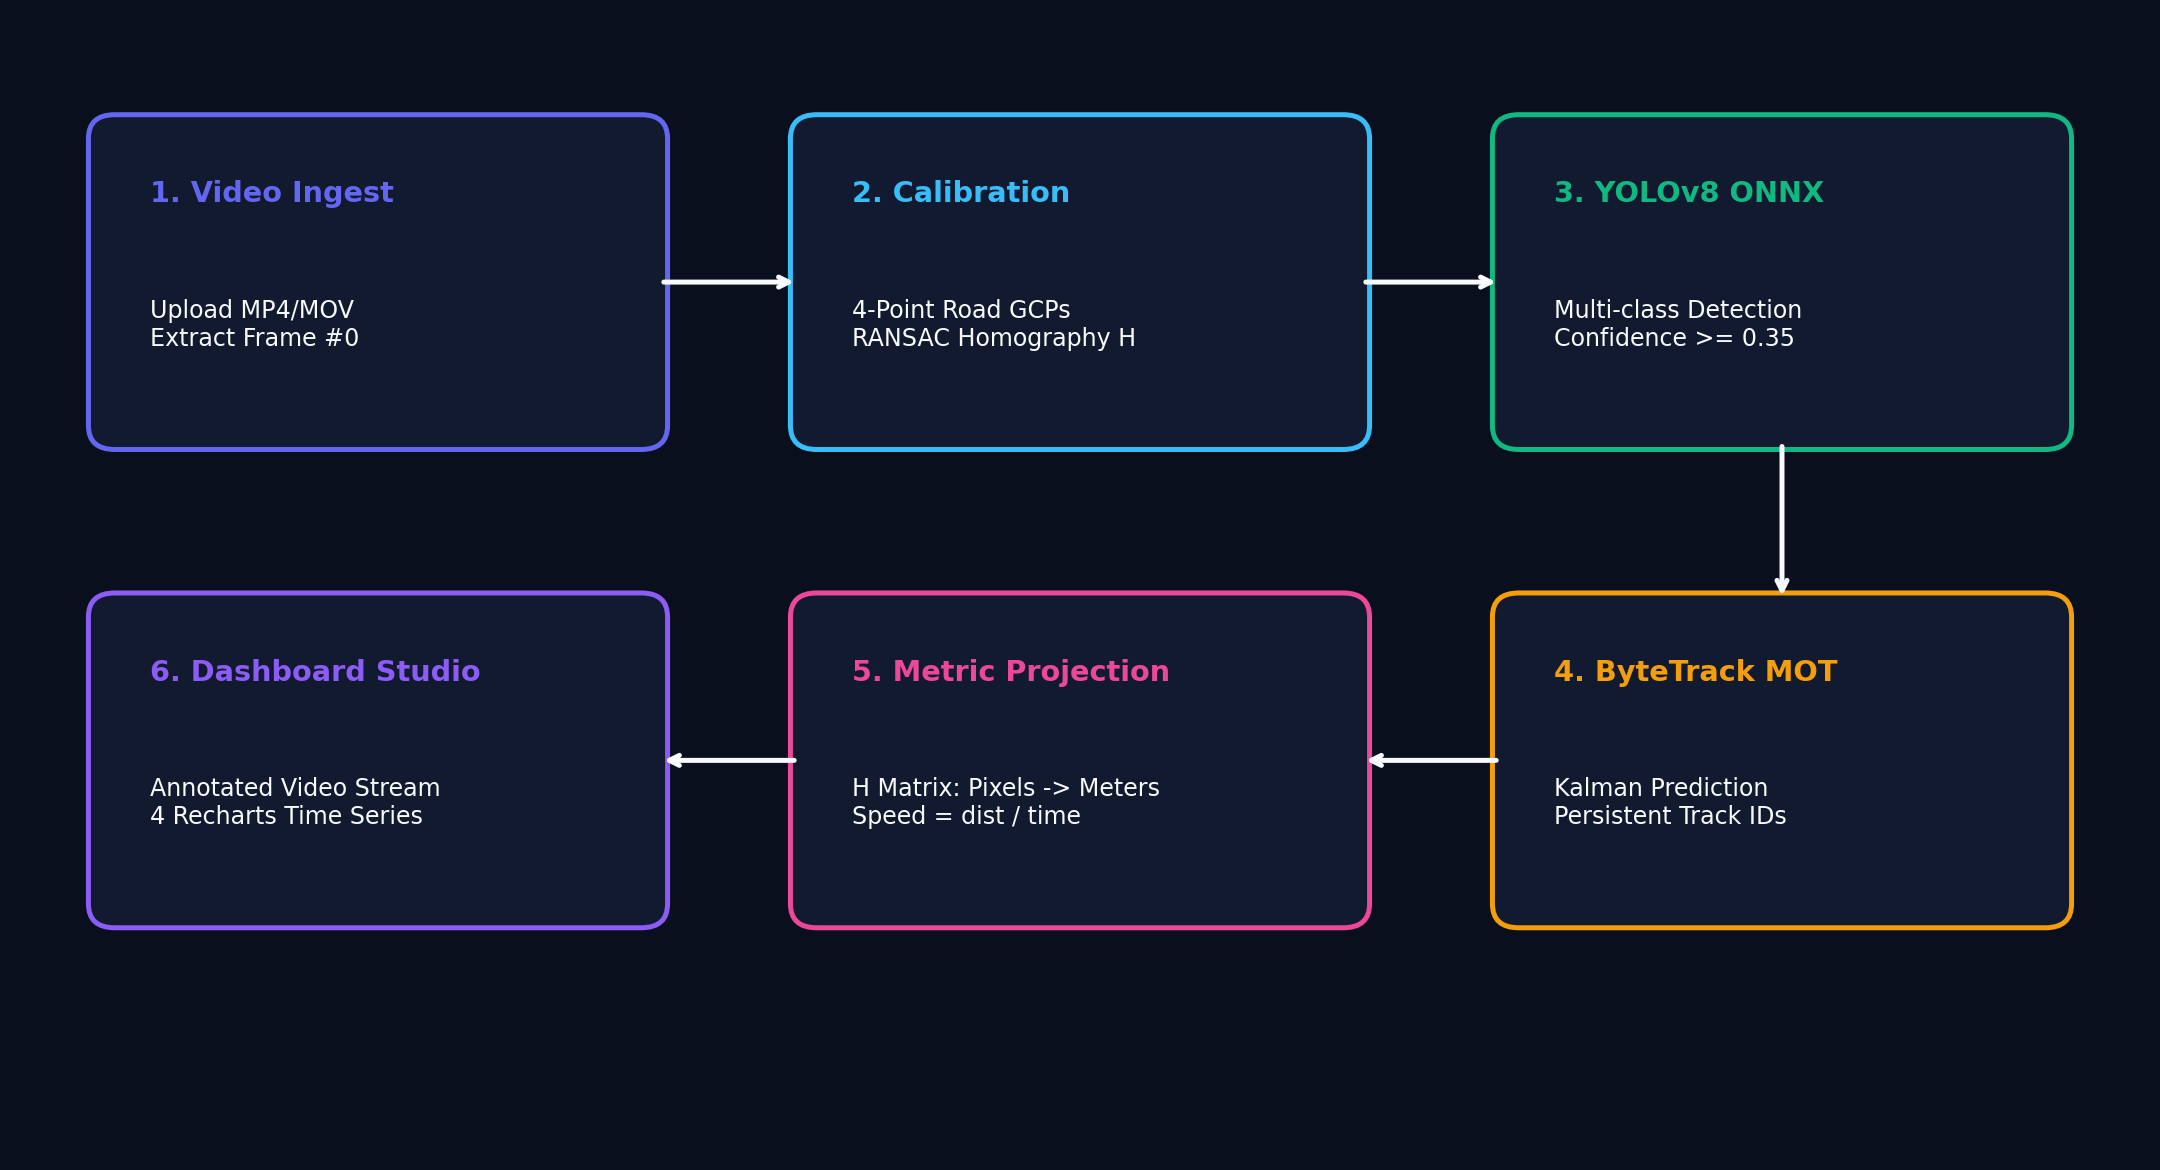 1. Video Ingest
Upload MP4/MOV
Extract Frame #0
2. Calibration
4-Point Road GCPs
RANSAC Homography H
3. YOLOv8 ONNX
Multi-class Detection
Confidence >= 0.35
4. ByteTrack MOT
Kalman Prediction
Persistent Track IDs
5. Metric Projection
H Matrix: Pixels -> Meters
Speed = dist / time
6. Dashboard Studio
Annotated Video Stream
4 Recharts Time Series